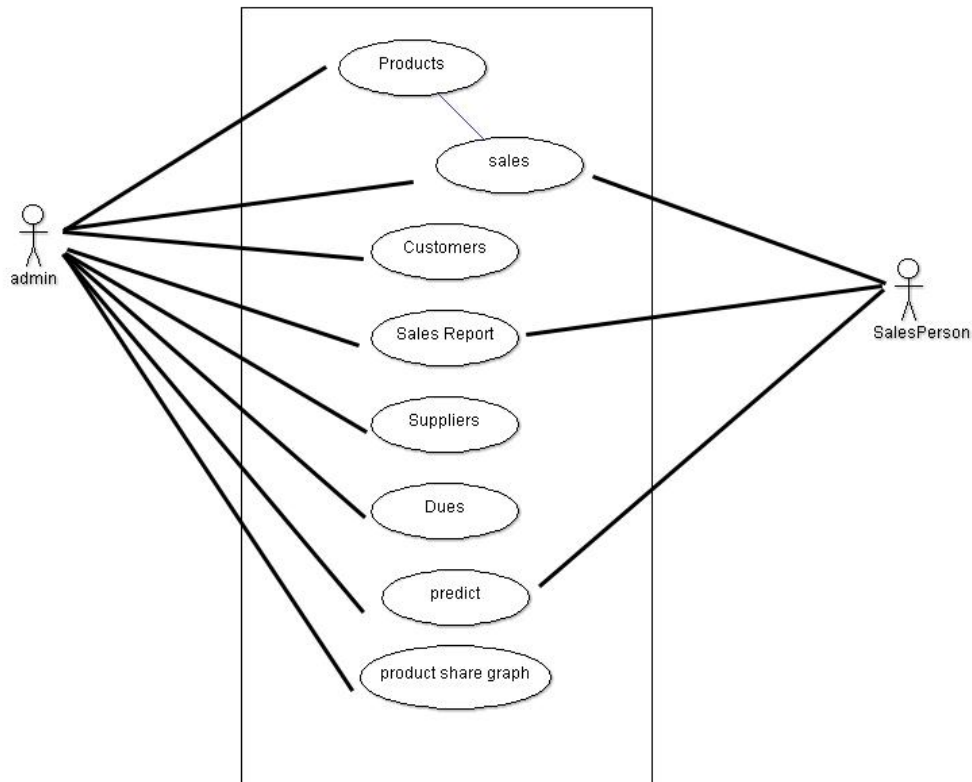 Products
sales
admin
Customers
SalesPerson
Sales Report
Suppliers
Dues
predict
product share graph